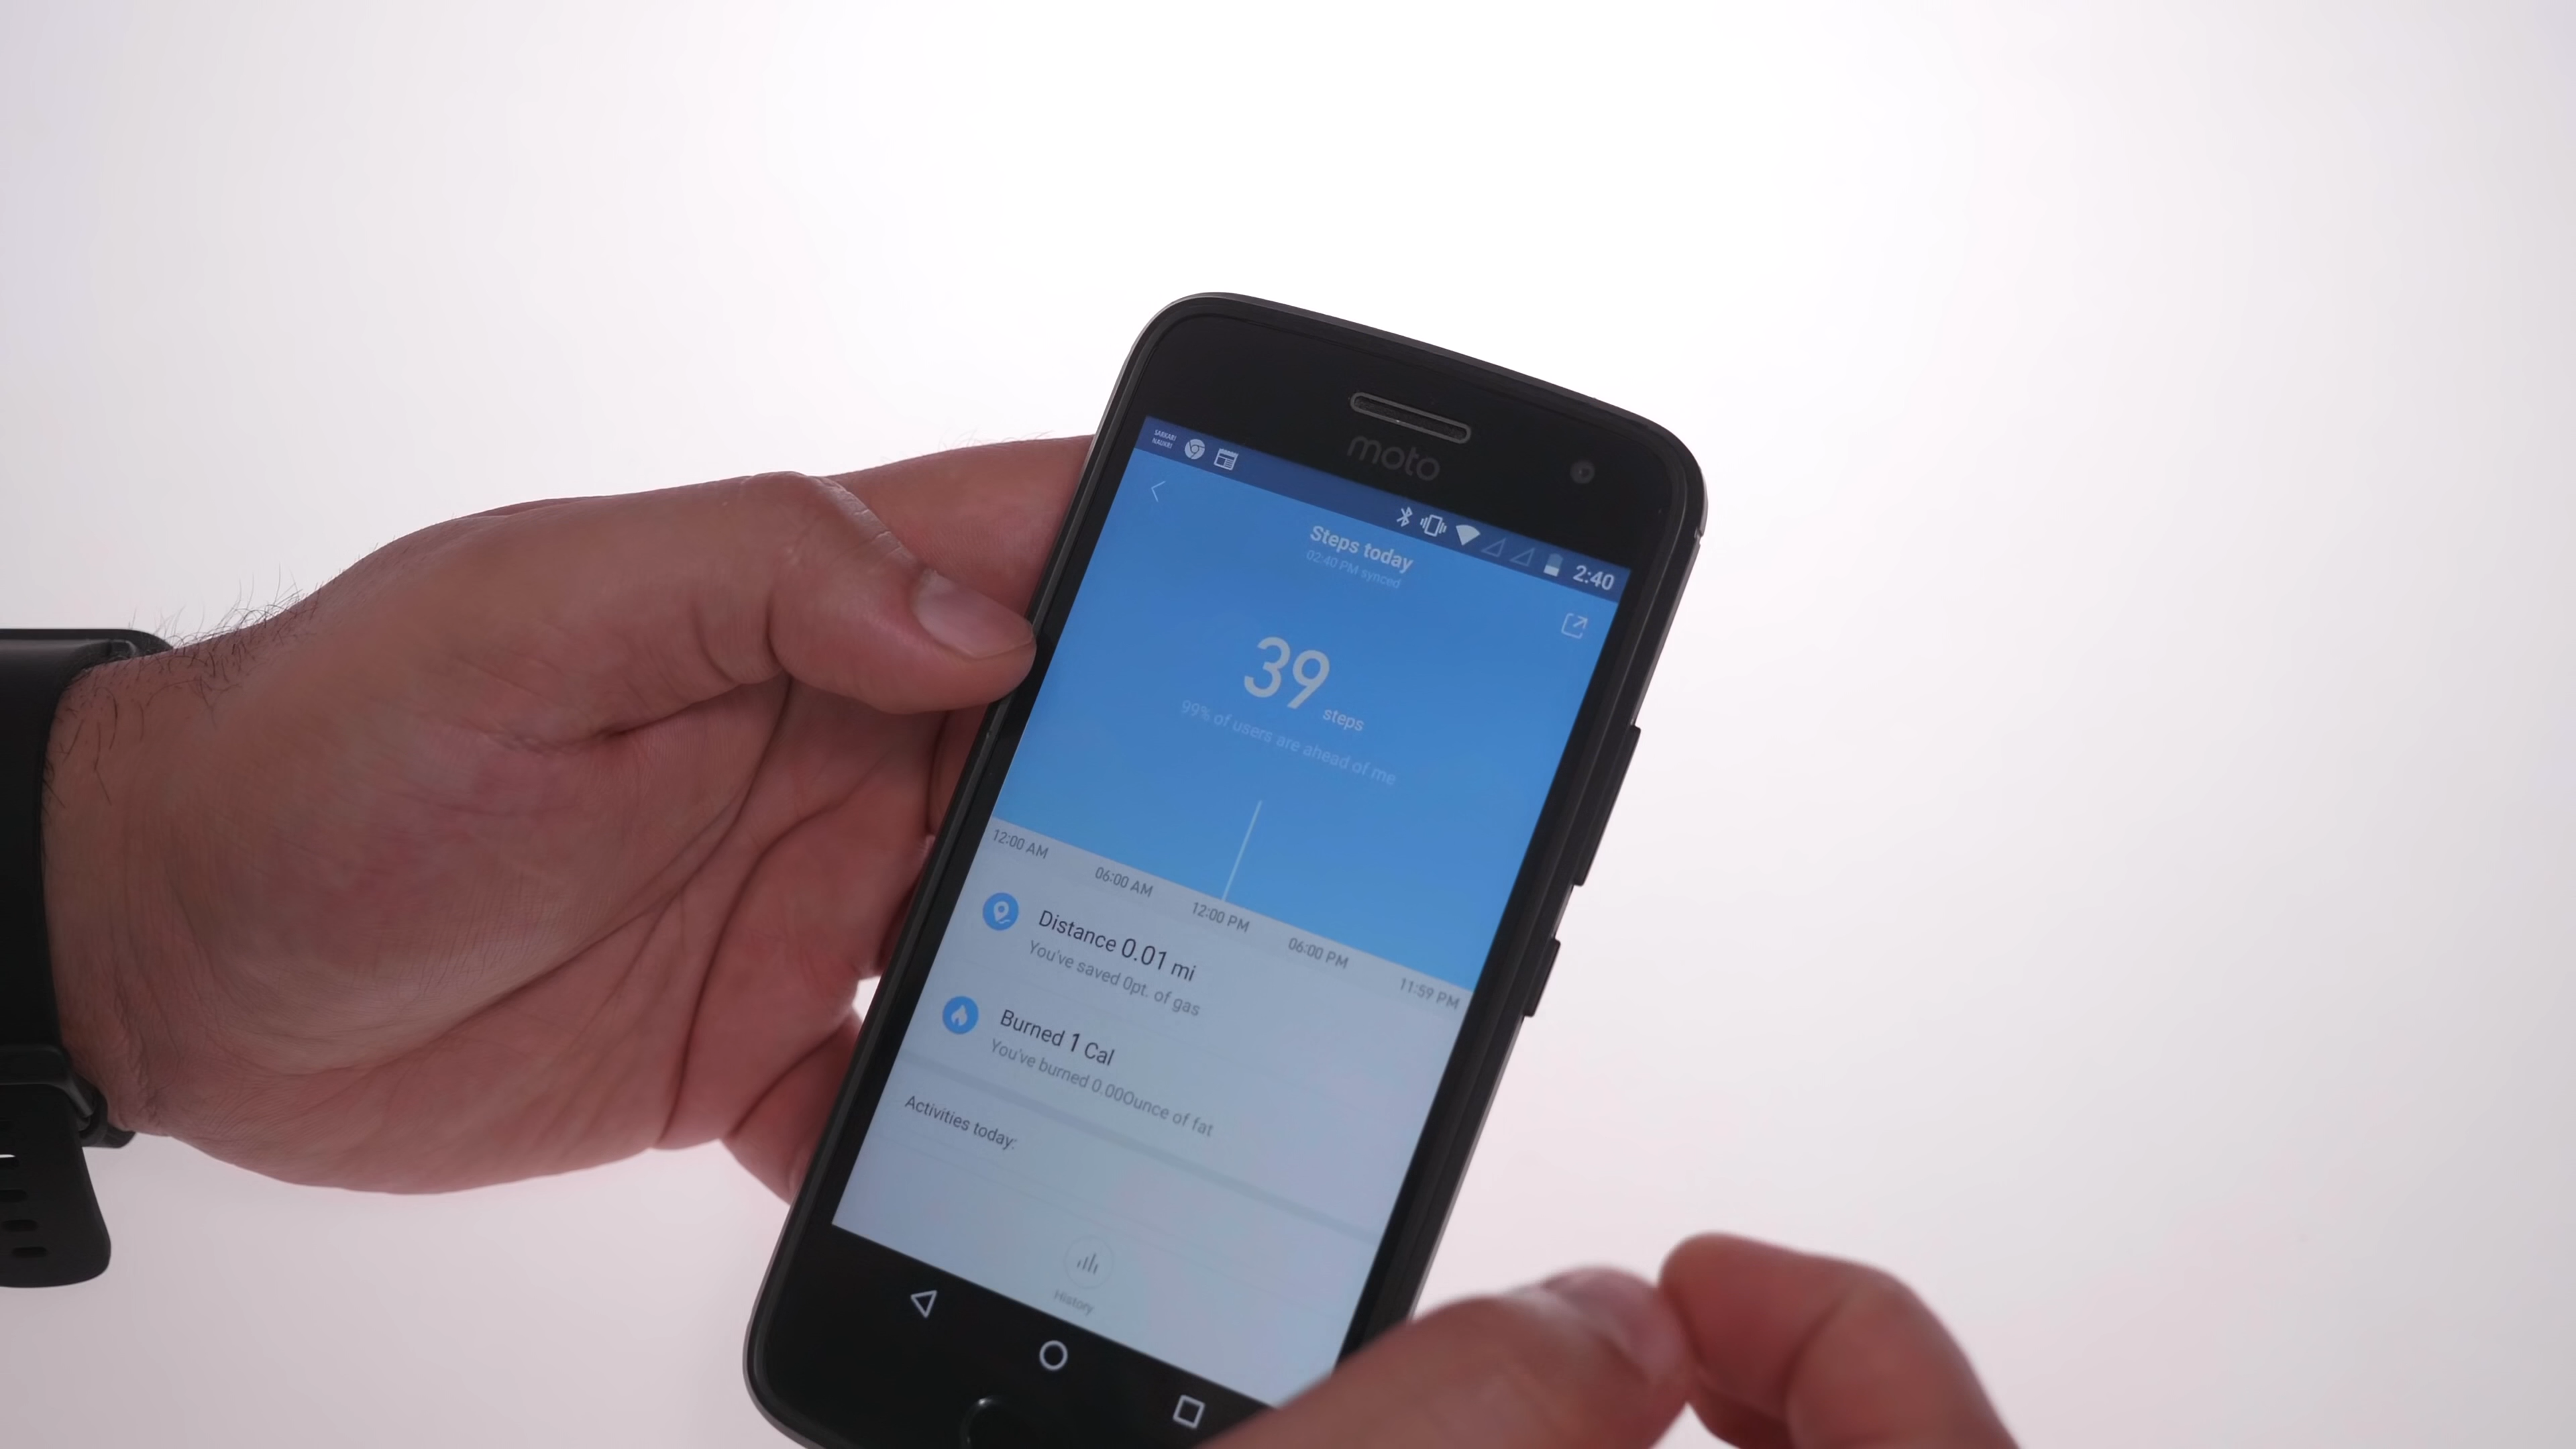 moto
SARKARI
NAUKRI
2:40
Steps today
02:40 PM synced
39 steps
99% of users are ahead of me
12:00 AM 06:00 AM 12:00 PM 06:00 PM 11:59 PM
Distance 0.01 mi
You've saved 0pt. of gas
Burned 1 Cal
You've burned 0.00Ounce of fat
Activities today:
History